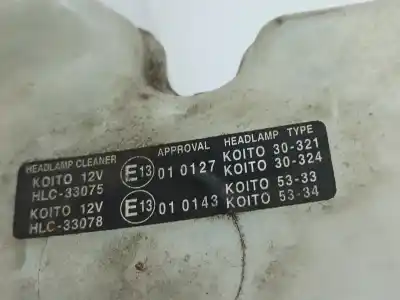 HEADLAMP CLEANER APPROVAL HEADLAMP TYPE
KOITO 12V HLC-33075 E13 01 0127 KOITO 30-321 KOITO 30-324
KOITO 12V HLC-33078 E13 01 0143 KOITO 53-33 KOITO 53-34